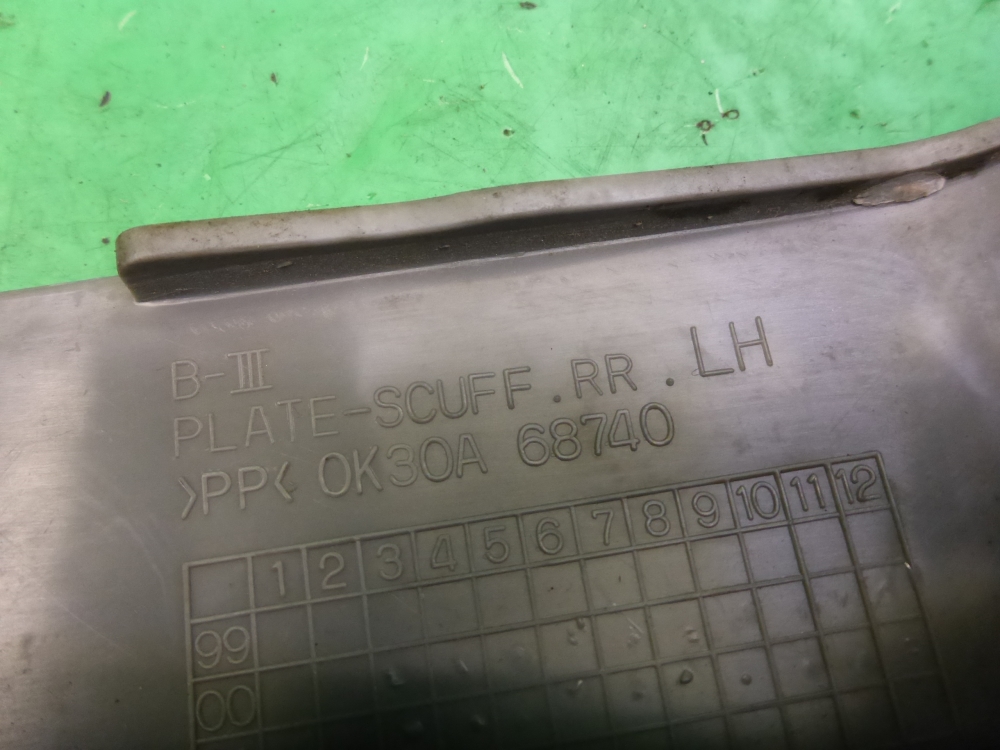 B-III
PLATE-SCUFF.RR.LH
>PP< 0K30A 68740
1 2 3 4 5 6 7 8 9 10 11 12
99
00